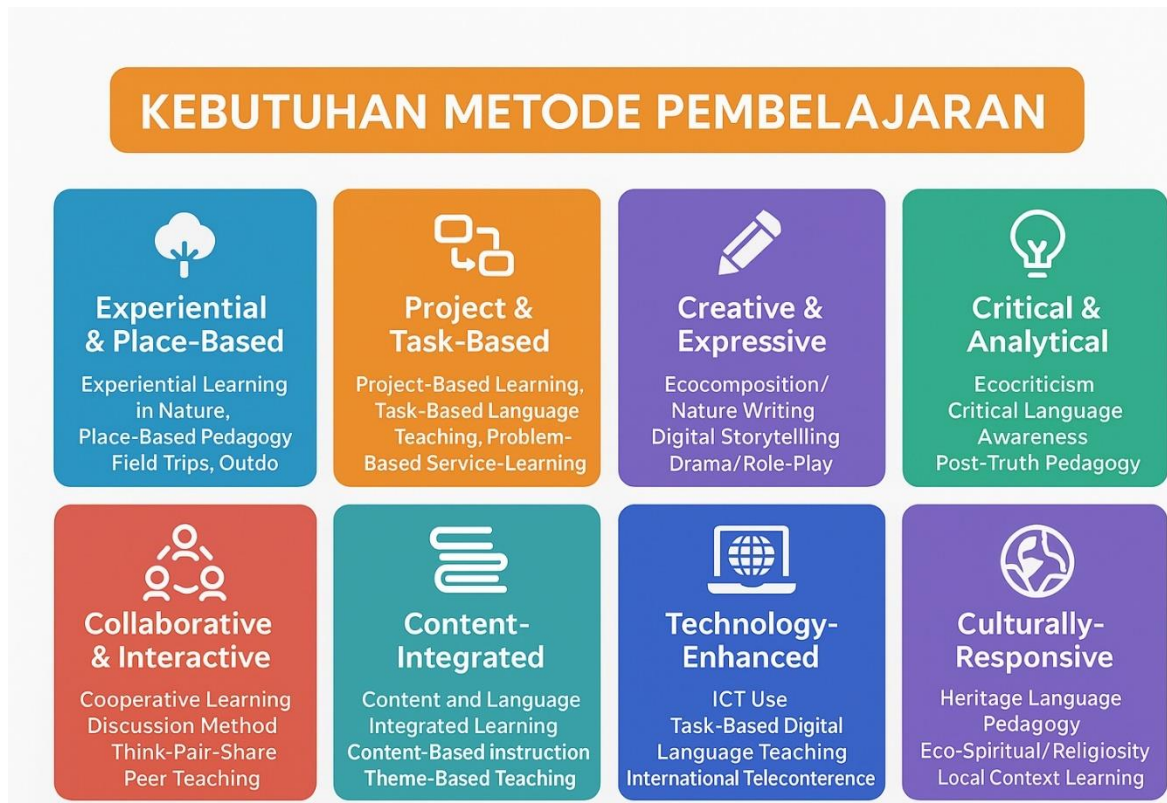 KEBUTUHAN METODE PEMBELAJARAN
Experiential
& Place-Based
Experiential Learning
in Nature,
Place-Based Pedagogy
Field Trips, Outdo
Project &
Task-Based
Project-Based Learning,
Task-Based Language
Teaching, Problem-
Based Service-Learning
Creative &
Expressive
Ecocomposition/
Nature Writing
Digital Storytellling
Drama/Role-Play
Critical &
Analytical
Ecocriticism
Critical Language
Awareness
Post-Truth Pedagogy
Collaborative
& Interactive
Cooperative Learning
Discussion Method
Think-Pair-Share
Peer Teaching
Content-
Integrated
Content and Language
Integrated Learning
Content-Based instruction
Theme-Based Teaching
Technology-
Enhanced
ICT Use
Task-Based Digital
Language Teaching
International Teleconterence
Culturally-
Responsive
Heritage Language
Pedagogy
Eco-Spiritual/Religiosity
Local Context Learning